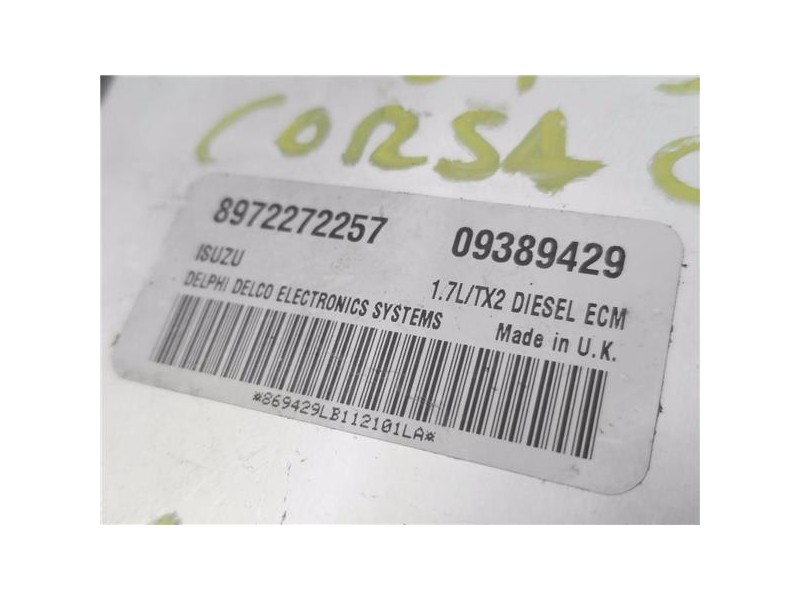 CORSA C
8972272257 09389429
ISUZU 1.7L/TX2 DIESEL ECM
DELPHI DELCO ELECTRONICS SYSTEMS Made in U.K.
*869429LB112101LA*